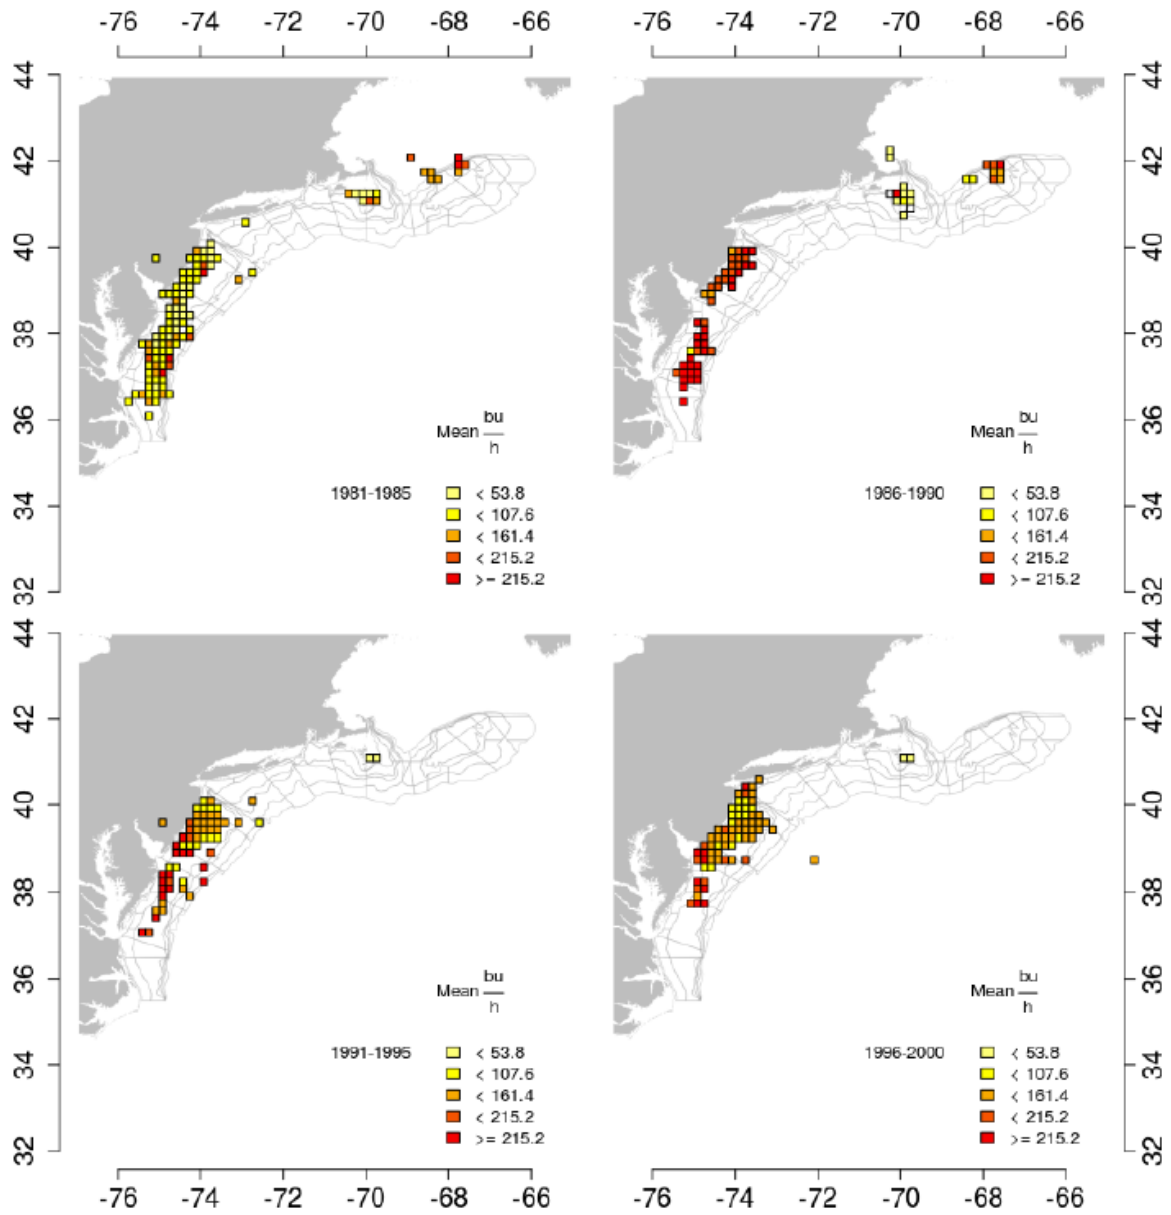 -76 -74 -72 -70 -68 -66 -76 -74 -72 -70 -68 -66
44 44
42 42
40 40
38 38
36 36
34 34
32 32
Mean bu/h Mean bu/h
1981-1985 < 53.8 1986-1990 < 53.8
< 107.6 < 107.6
< 161.4 < 161.4
< 215.2 < 215.2
>= 215.2 >= 215.2
44 44
42 42
40 40
38 38
36 36
34 34
32 32
Mean bu/h Mean bu/h
1991-1995 < 53.8 1996-2000 < 53.8
< 107.6 < 107.6
< 161.4 < 161.4
< 215.2 < 215.2
>= 215.2 >= 215.2
-76 -74 -72 -70 -68 -66 -76 -74 -72 -70 -68 -66